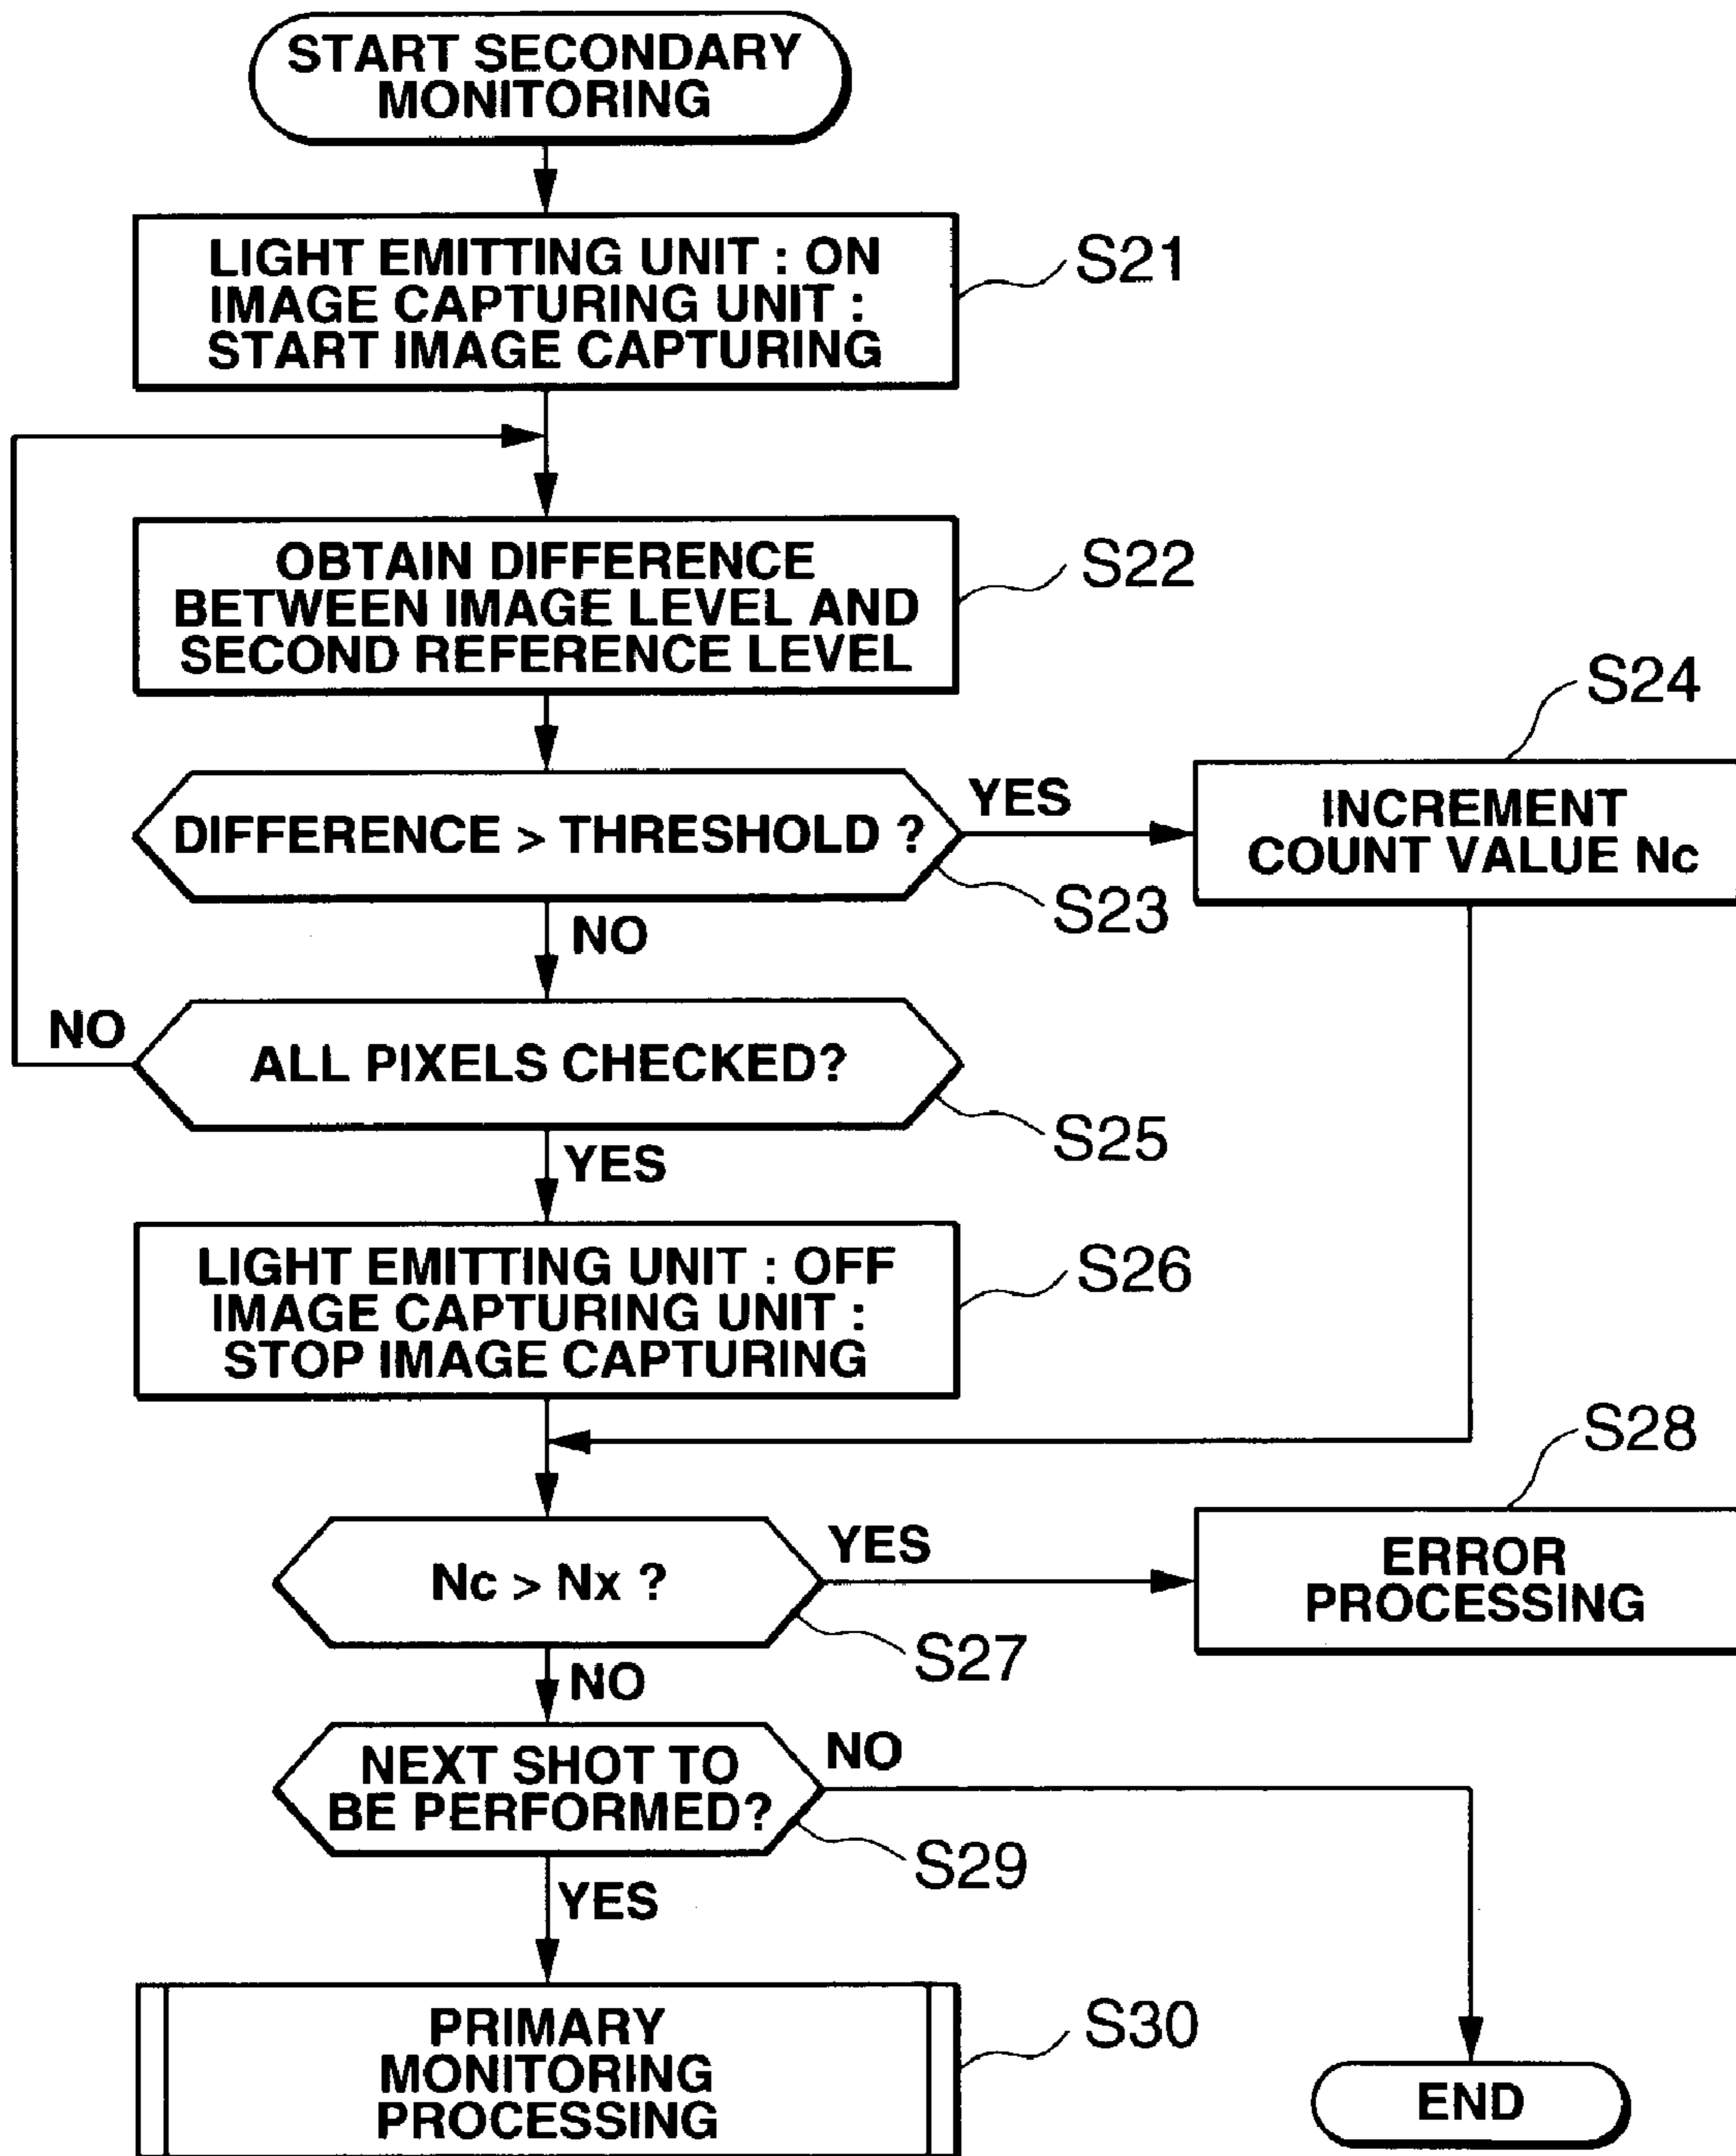 START SECONDARY
MONITORING
LIGHT EMITTING UNIT : ON
IMAGE CAPTURING UNIT :
START IMAGE CAPTURING
S21
OBTAIN DIFFERENCE
BETWEEN IMAGE LEVEL AND
SECOND REFERENCE LEVEL
S22
DIFFERENCE > THRESHOLD ?
YES
S23
NO
S24
INCREMENT
COUNT VALUE Nc
NO
ALL PIXELS CHECKED?
S25
YES
LIGHT EMITTING UNIT : OFF
IMAGE CAPTURING UNIT :
STOP IMAGE CAPTURING
S26
Nc > Nx ?
YES
S27
NO
S28
ERROR
PROCESSING
NEXT SHOT TO
BE PERFORMED?
NO
S29
YES
PRIMARY
MONITORING
PROCESSING
S30
END